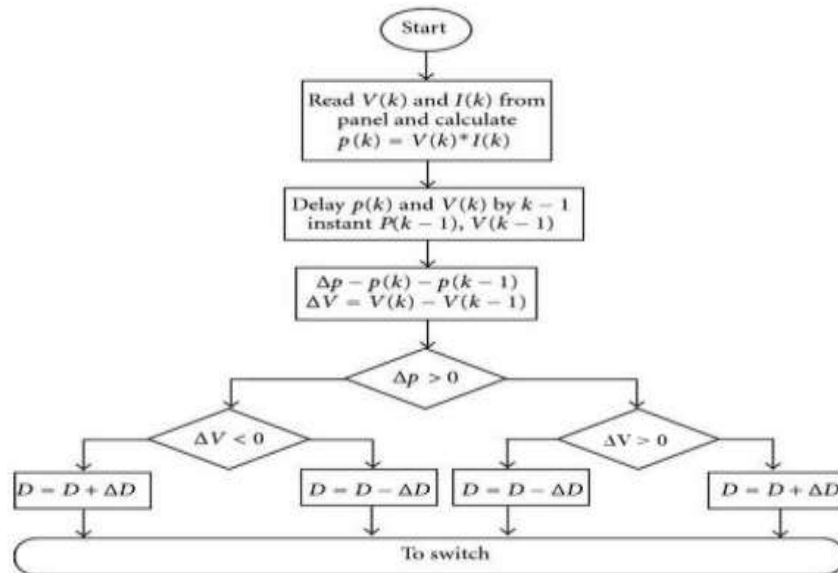 Start
Read V(k) and I(k) from
panel and calculate
p(k) = V(k)* I(k)
Delay p(k) and V(k) by k − 1
instant P(k − 1), V(k − 1)
Δp − p(k) − p(k − 1)
ΔV = V(k) − V(k − 1)
Δp > 0
ΔV < 0
ΔV > 0
D = D + ΔD
D = D − ΔD
D = D − ΔD
D = D + ΔD
To switch